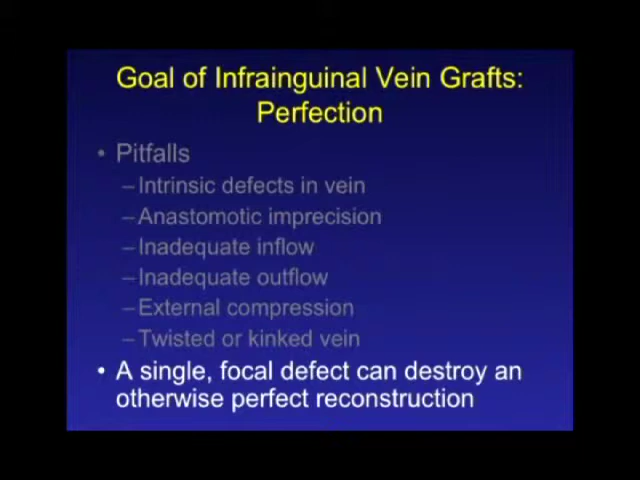 Goal of Infrainguinal Vein Grafts:
Perfection
• Pitfalls
–Intrinsic defects in vein
–Anastomotic imprecision
–Inadequate inflow
–Inadequate outflow
–External compression
–Twisted or kinked vein
• A single, focal defect can destroy an
otherwise perfect reconstruction